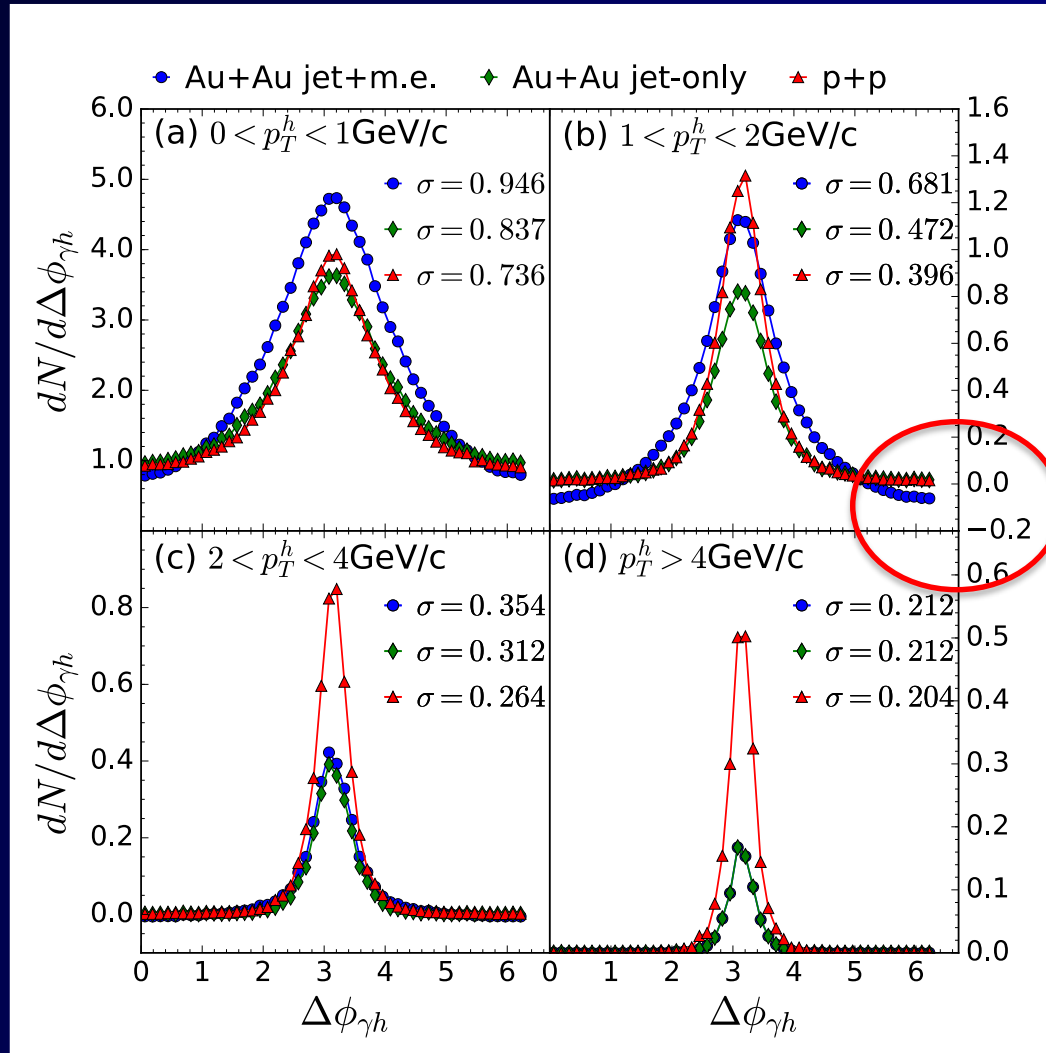 Au+Au jet+m.e. Au+Au jet-only p+p
(a) 0 < p_T^h < 1GeV/c
σ = 0.946
σ = 0.837
σ = 0.736
6.0
5.0
4.0
3.0
2.0
1.0
dN/dΔϕ_γh
(b) 1 < p_T^h < 2GeV/c
σ = 0.681
σ = 0.472
σ = 0.396
1.6
1.4
1.2
1.0
0.8
0.6
0.4
0.2
0.0
−0.2
(c) 2 < p_T^h < 4GeV/c
σ = 0.354
σ = 0.312
σ = 0.264
0.8
0.6
0.4
0.2
0.0
dN/dΔϕ_γh
0 1 2 3 4 5 6
Δϕ_γh
(d) p_T^h > 4GeV/c
σ = 0.212
σ = 0.212
σ = 0.204
0.6
0.5
0.4
0.3
0.2
0.1
0.0
0 1 2 3 4 5 6
Δϕ_γh